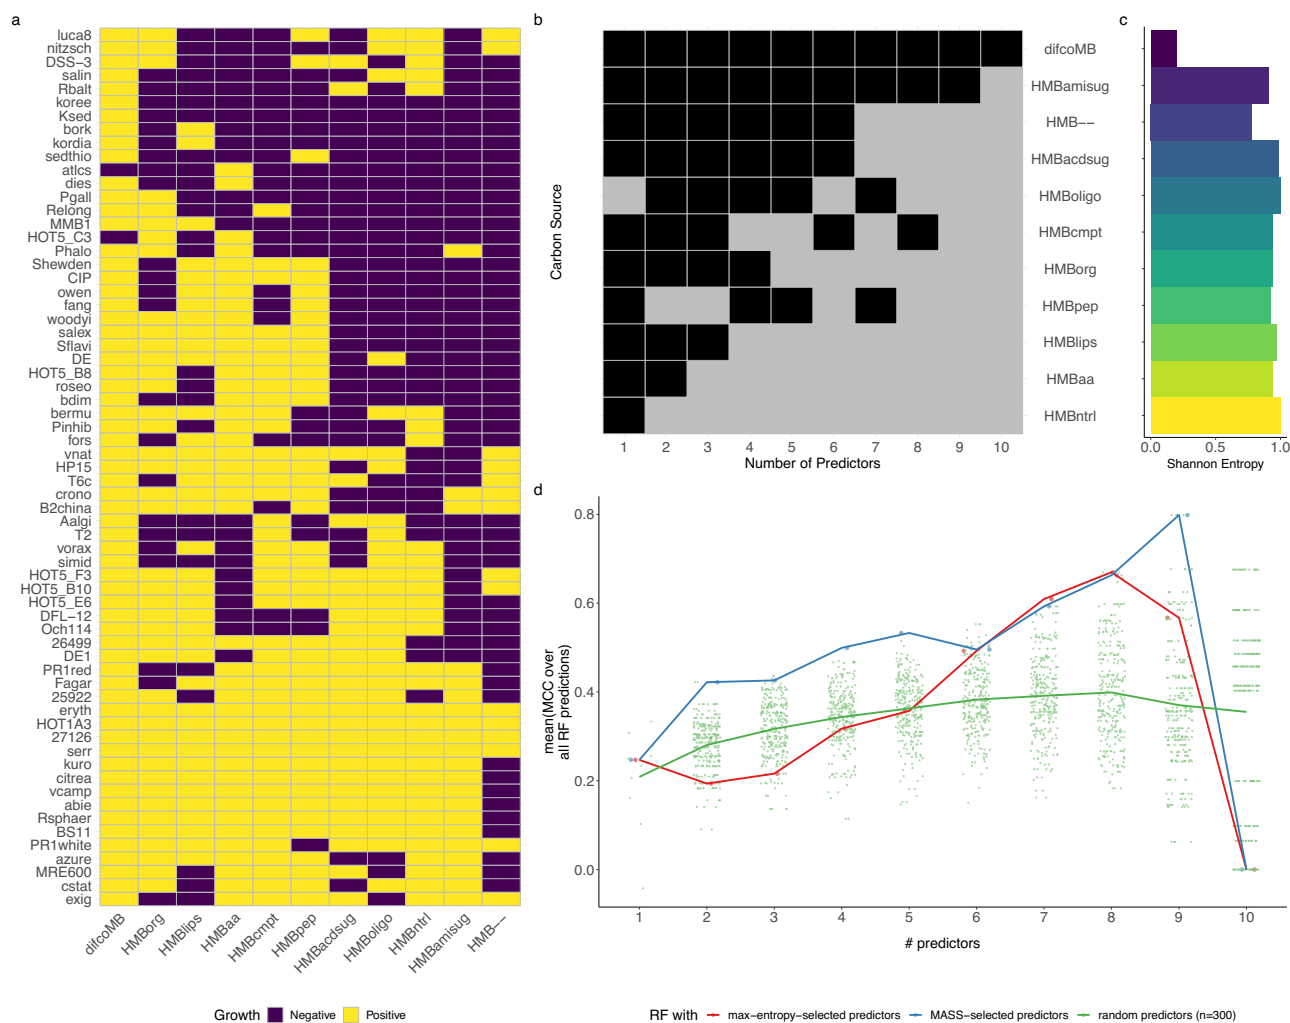 a
luca8
nitzsch
DSS-3
salin
Rbalt
koree
Ksed
bork
kordia
sedthio
atlcs
dies
Pgall
Relong
MMB1
HOT5_C3
Phalo
Shewden
CIP
owen
fang
woodyi
salex
Sflavi
DE
HOT5_B8
roseo
bdim
bermu
Pinhib
fors
vnat
HP15
T6c
crono
B2china
Aalgi
T2
vorax
simid
HOT5_F3
HOT5_B10
HOT5_E6
DFL-12
Och114
26499
DE1
PR1red
Fagar
25922
eryth
HOT1A3
27126
serr
kuro
citrea
vcamp
abie
Rsphaer
BS11
PR1white
azure
MRE600
cstat
exig
difcoMB
HMBorg
HMBlips
HMBaa
HMBcmpt
HMBpep
HMBacdsug
HMBoligo
HMBntrl
HMBamisug
HMB--
Growth Negative Positive
b
Carbon Source
difcoMB
HMBamisug
HMB--
HMBacdsug
HMBoligo
HMBcmpt
HMBorg
HMBpep
HMBlips
HMBaa
HMBntrl
1 2 3 4 5 6 7 8 9 10
Number of Predictors
c
0.0 0.5 1.0
Shannon Entropy
d
mean(MCC over
all RF predictions)
0.8
0.6
0.4
0.2
0.0
1 2 3 4 5 6 7 8 9 10
# predictors
RF with max-entropy-selected predictors MASS-selected predictors random predictors (n=300)